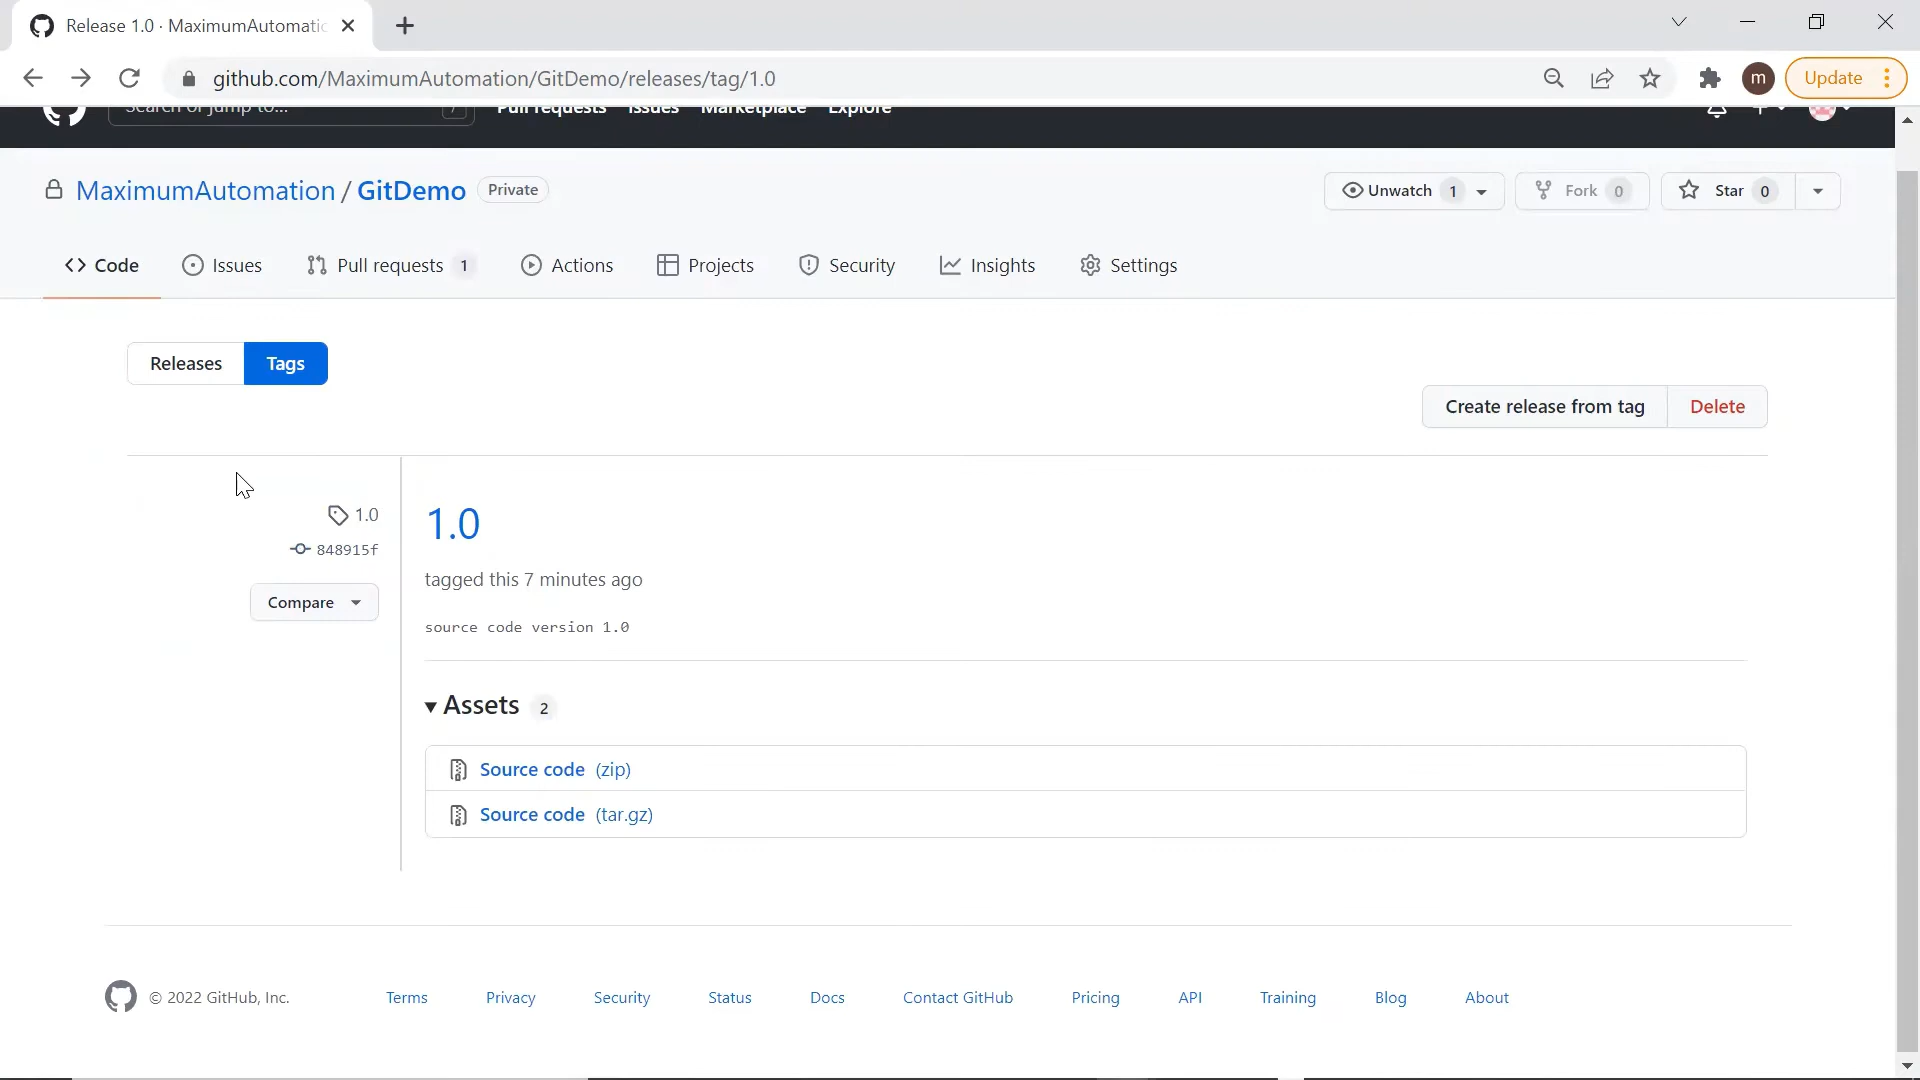 Release 1.0 · MaximumAutomatic
github.com/MaximumAutomation/GitDemo/releases/tag/1.0
m
Update
Search or jump to...
/
Pull requests
Issues
Marketplace
Explore
MaximumAutomation / GitDemo
Private
Unwatch 1
Fork 0
Star 0
Code
Issues
Pull requests 1
Actions
Projects
Security
Insights
Settings
Releases
Tags
Create release from tag
Delete
1.0
848915f
Compare
1.0
tagged this 7 minutes ago
source code version 1.0
Assets 2
Source code (zip)
Source code (tar.gz)
© 2022 GitHub, Inc.
Terms
Privacy
Security
Status
Docs
Contact GitHub
Pricing
API
Training
Blog
About